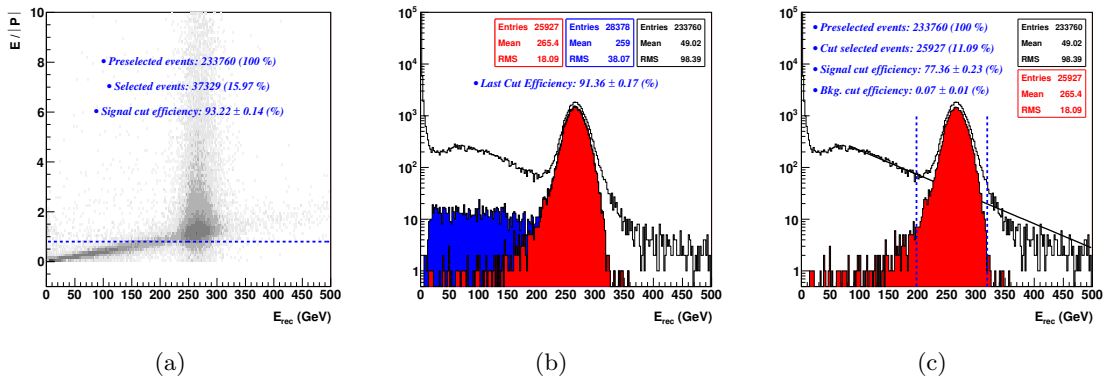 E / |P|
10
8
6
4
2
0
• Preselected events: 233760 (100 %)
• Selected events: 37329 (15.97 %)
• Signal cut efficiency: 93.22 ± 0.14 (%)
0 50 100 150 200 250 300 350 400 450 500
E_rec (GeV)
(a)
10^5
10^4
10^3
10^2
10
1
Entries 25927
Mean 265.4
RMS 18.09
Entries 28378
Mean 259
RMS 38.07
Entries 233760
Mean 49.02
RMS 98.39
• Last Cut Efficiency: 91.36 ± 0.17 (%)
0 50 100 150 200 250 300 350 400 450 500
E_rec (GeV)
(b)
10^5
10^4
10^3
10^2
10
1
• Preselected events: 233760 (100 %)
• Cut selected events: 25927 (11.09 %)
• Signal cut efficiency: 77.36 ± 0.23 (%)
• Bkg. cut efficiency: 0.07 ± 0.01 (%)
Entries 233760
Mean 49.02
RMS 98.39
Entries 25927
Mean 265.4
RMS 18.09
0 50 100 150 200 250 300 350 400 450 500
E_rec (GeV)
(c)